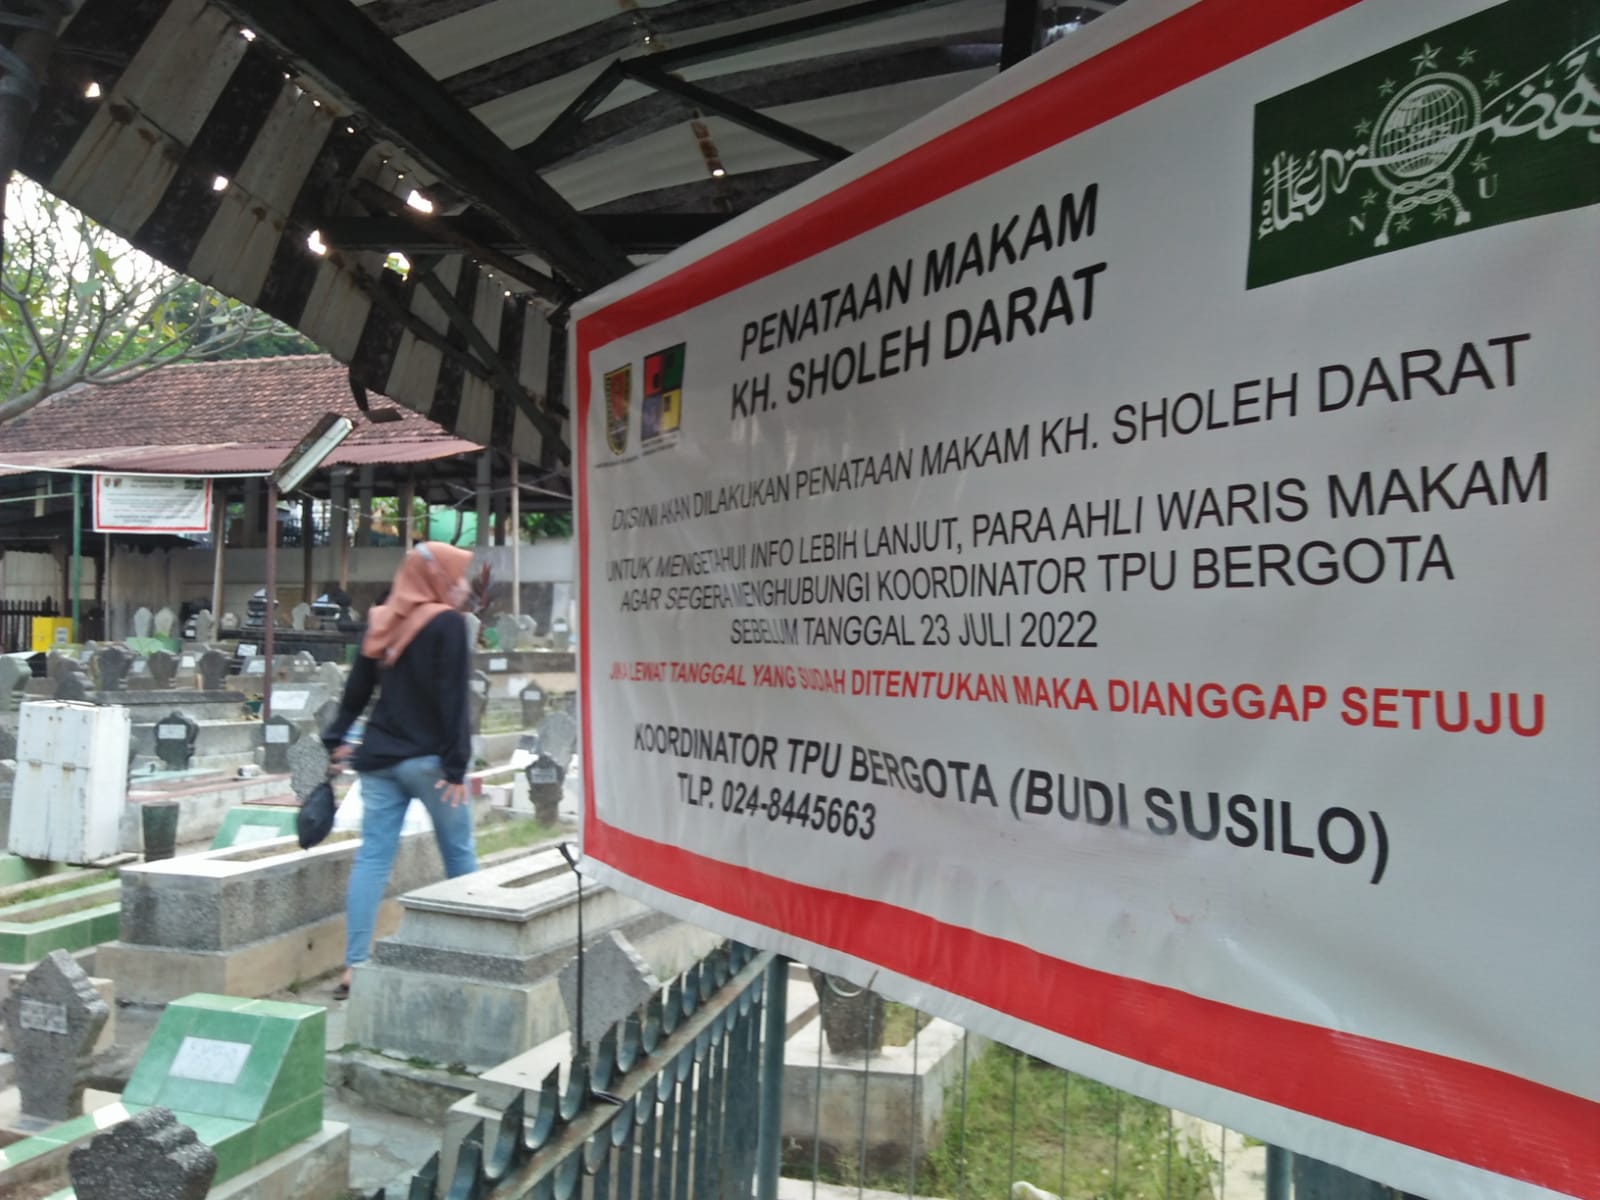 PENATAAN MAKAM
KH. SHOLEH DARAT
N U
DISINI AKAN DILAKUKAN PENATAAN MAKAM KH. SHOLEH DARAT
UNTUK MENGETAHUI INFO LEBIH LANJUT, PARA AHLI WARIS MAKAM
AGAR SEGERA MENGHUBUNGI KOORDINATOR TPU BERGOTA
SEBELUM TANGGAL 23 JULI 2022
JIKA LEWAT TANGGAL YANG SUDAH DITENTUKAN MAKA DIANGGAP SETUJU
KOORDINATOR TPU BERGOTA (BUDI SUSILO)
TLP. 024-8445663